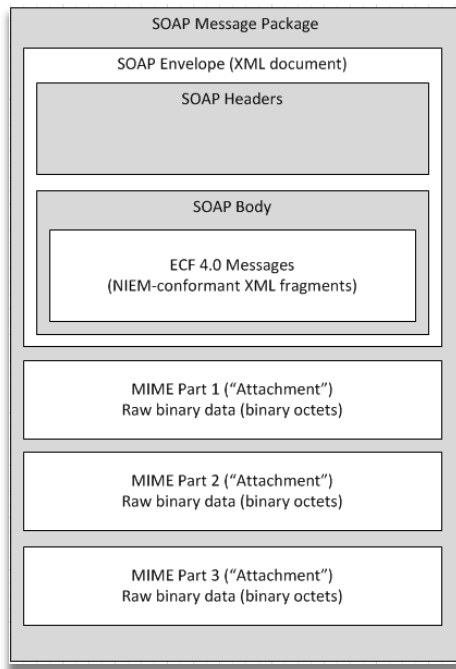 SOAP Message Package
SOAP Envelope (XML document)
SOAP Headers
SOAP Body
ECF 4.0 Messages
(NIEM-conformant XML fragments)
MIME Part 1 (“Attachment”)
Raw binary data (binary octets)
MIME Part 2 (“Attachment”)
Raw binary data (binary octets)
MIME Part 3 (“Attachment”)
Raw binary data (binary octets)